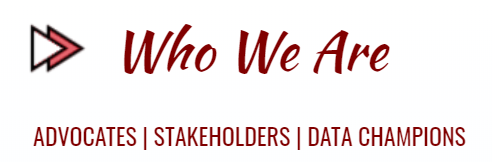 Who We Are
ADVOCATES | STAKEHOLDERS | DATA CHAMPIONS